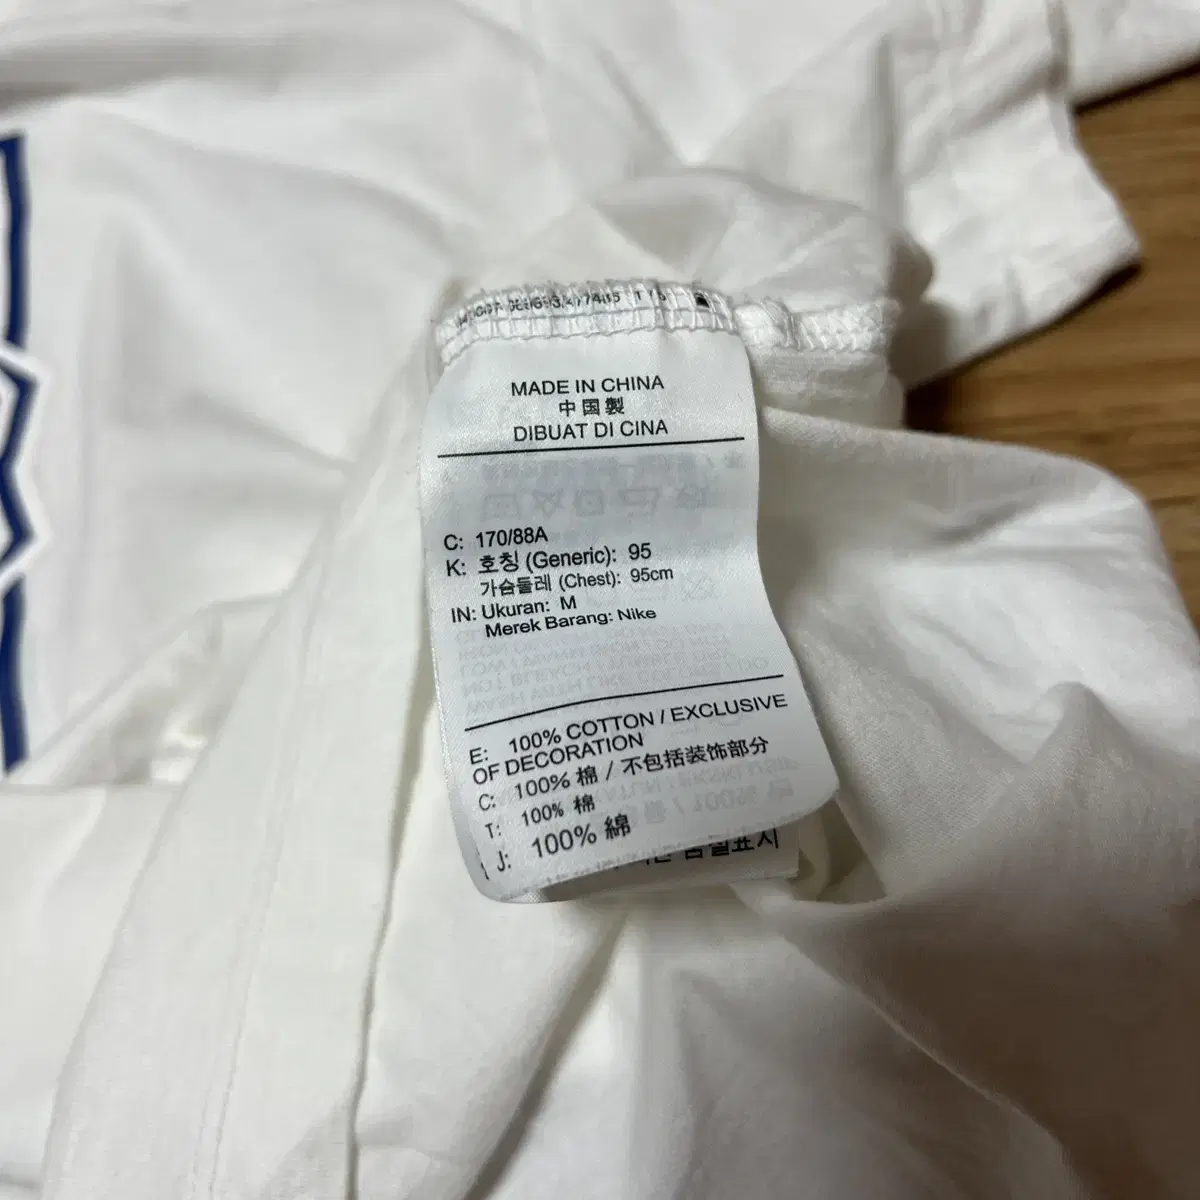 MADE IN CHINA
中国製
DIBUAT DI CINA
C: 170/88A
K: 호칭 (Generic): 95
가슴둘레 (Chest): 95cm
IN: Ukuran: M
Merek Barang: Nike
E: 100% COTTON / EXCLUSIVE
OF DECORATION
C: 100% 棉 / 不包括装饰部分
T: 100% 棉
J: 100% 綿